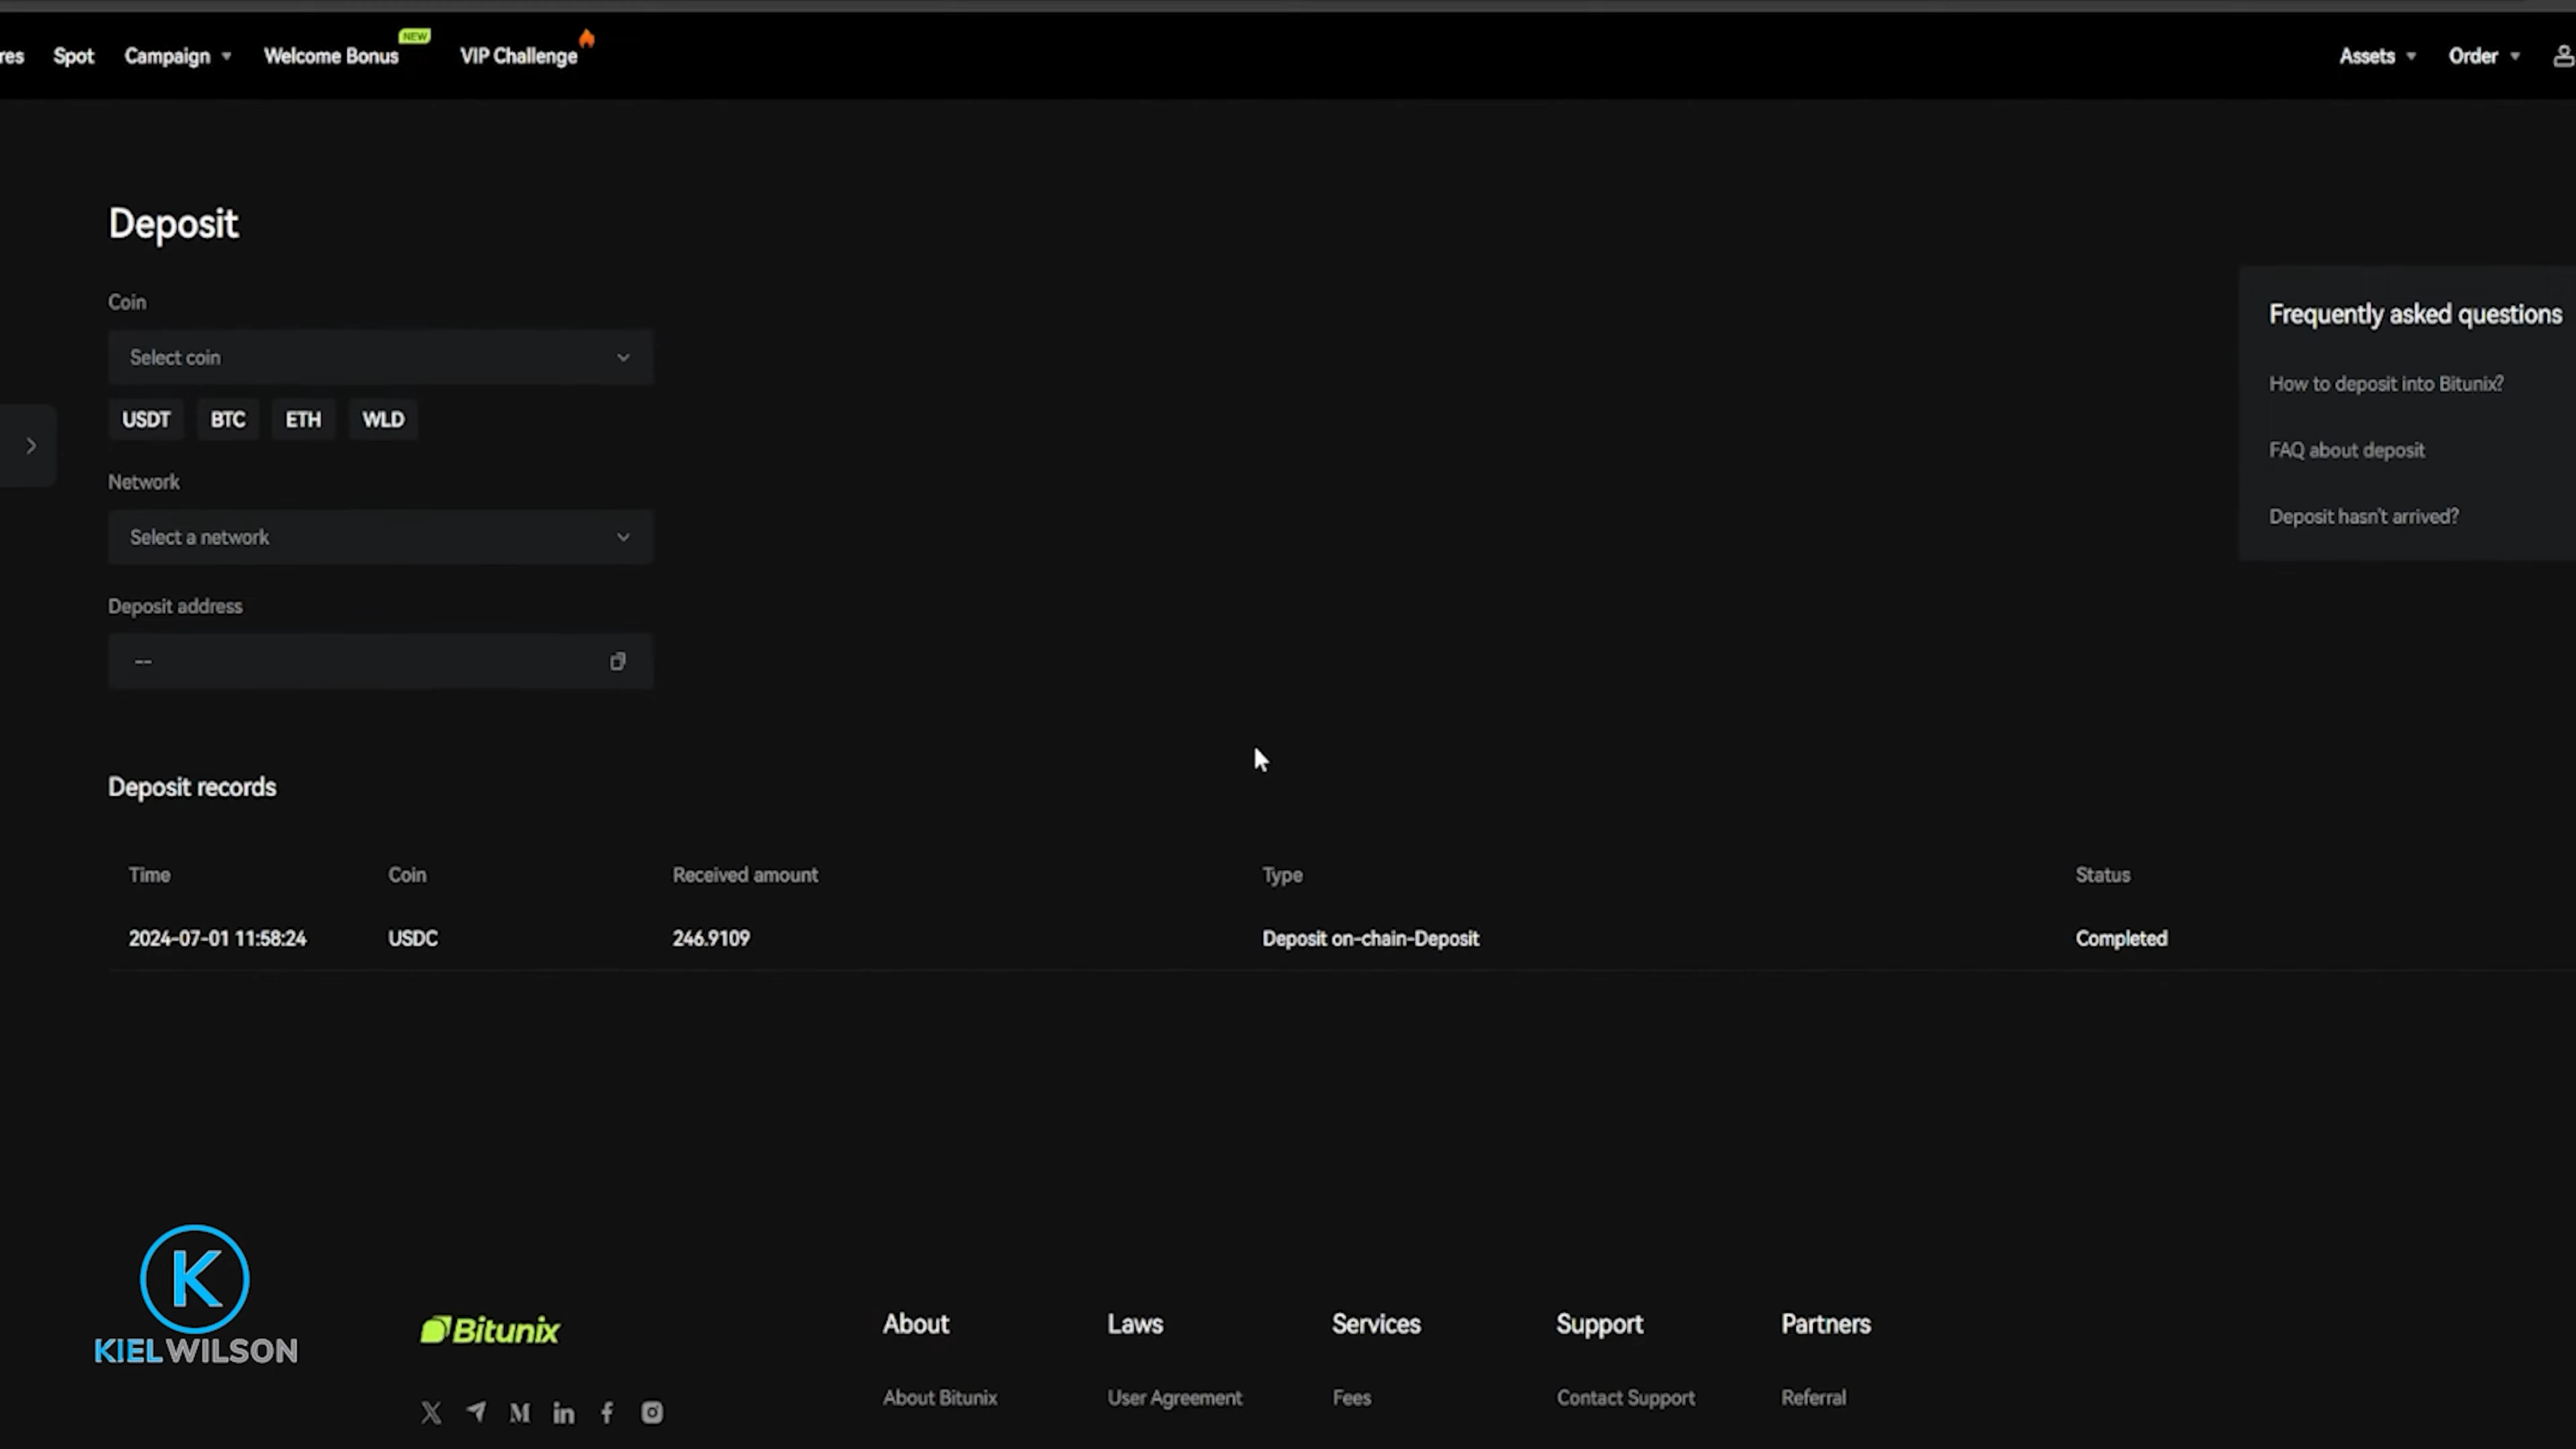 res Spot Campaign Welcome Bonus NEW VIP Challenge Assets Order
Deposit
Coin
Select coin
USDT BTC ETH WLD
Network
Select a network
Deposit address
--
Frequently asked questions
How to deposit into Bitunix?
FAQ about deposit
Deposit hasn't arrived?
Deposit records
Time Coin Received amount Type Status
2024-07-01 11:58:24 USDC 246.9109 Deposit on-chain-Deposit Completed
K
KIELWILSON
Bitunix
About Laws Services Support Partners
About Bitunix User Agreement Fees Contact Support Referral